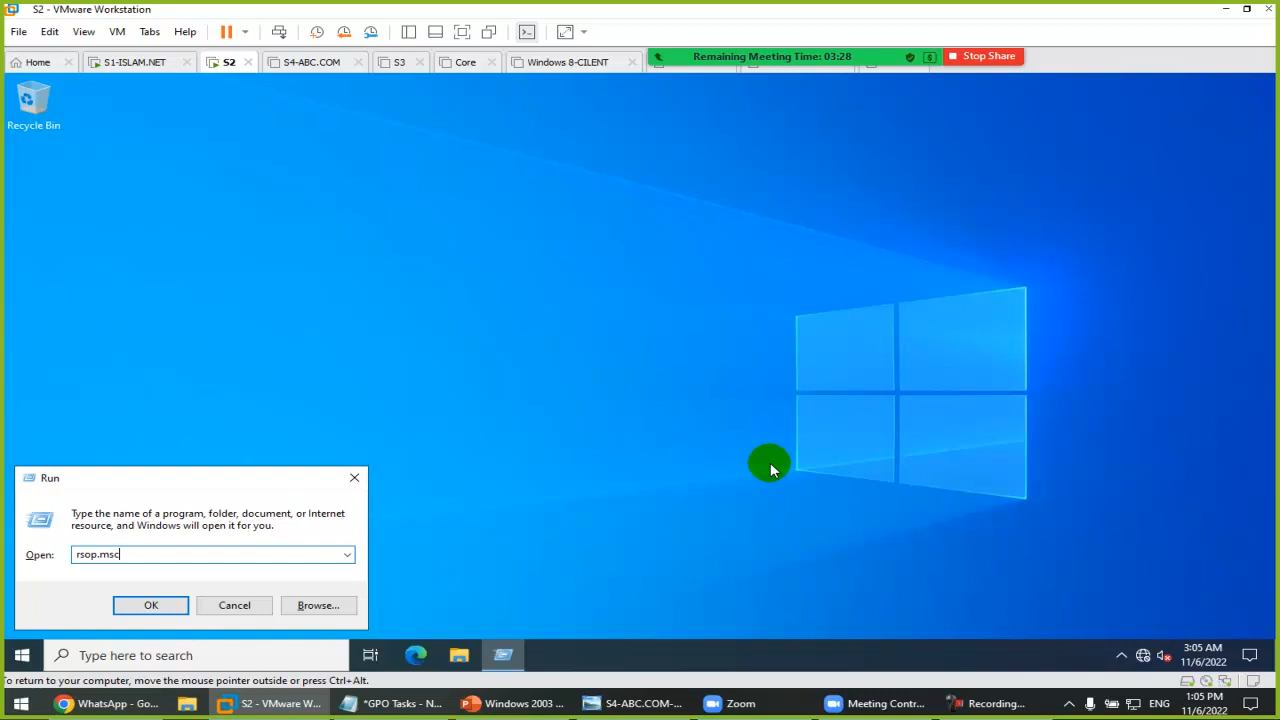 S2 - VMware Workstation
File Edit View VM Tabs Help
Home S1-ISLAM.NET S2 S3 Core Windows 8-CILENT
Remaining Meeting Time: 03:28 Stop Share
Recycle Bin
Run
Type the name of a program, folder, document, or Internet
resource, and Windows will open it for you.
Open: rsop.msc
OK Cancel Browse...
Type here to search
3:05 AM
11/6/2022
To return to your computer, move the mouse pointer outside or press Ctrl+Alt.
WhatsApp - Go... S2 - VMware W... *GPO Tasks - N... Windows 2003 ... S4-ABC.COM-... Zoom Meeting Contr... Recording... ENG
1:05 PM
11/6/2022